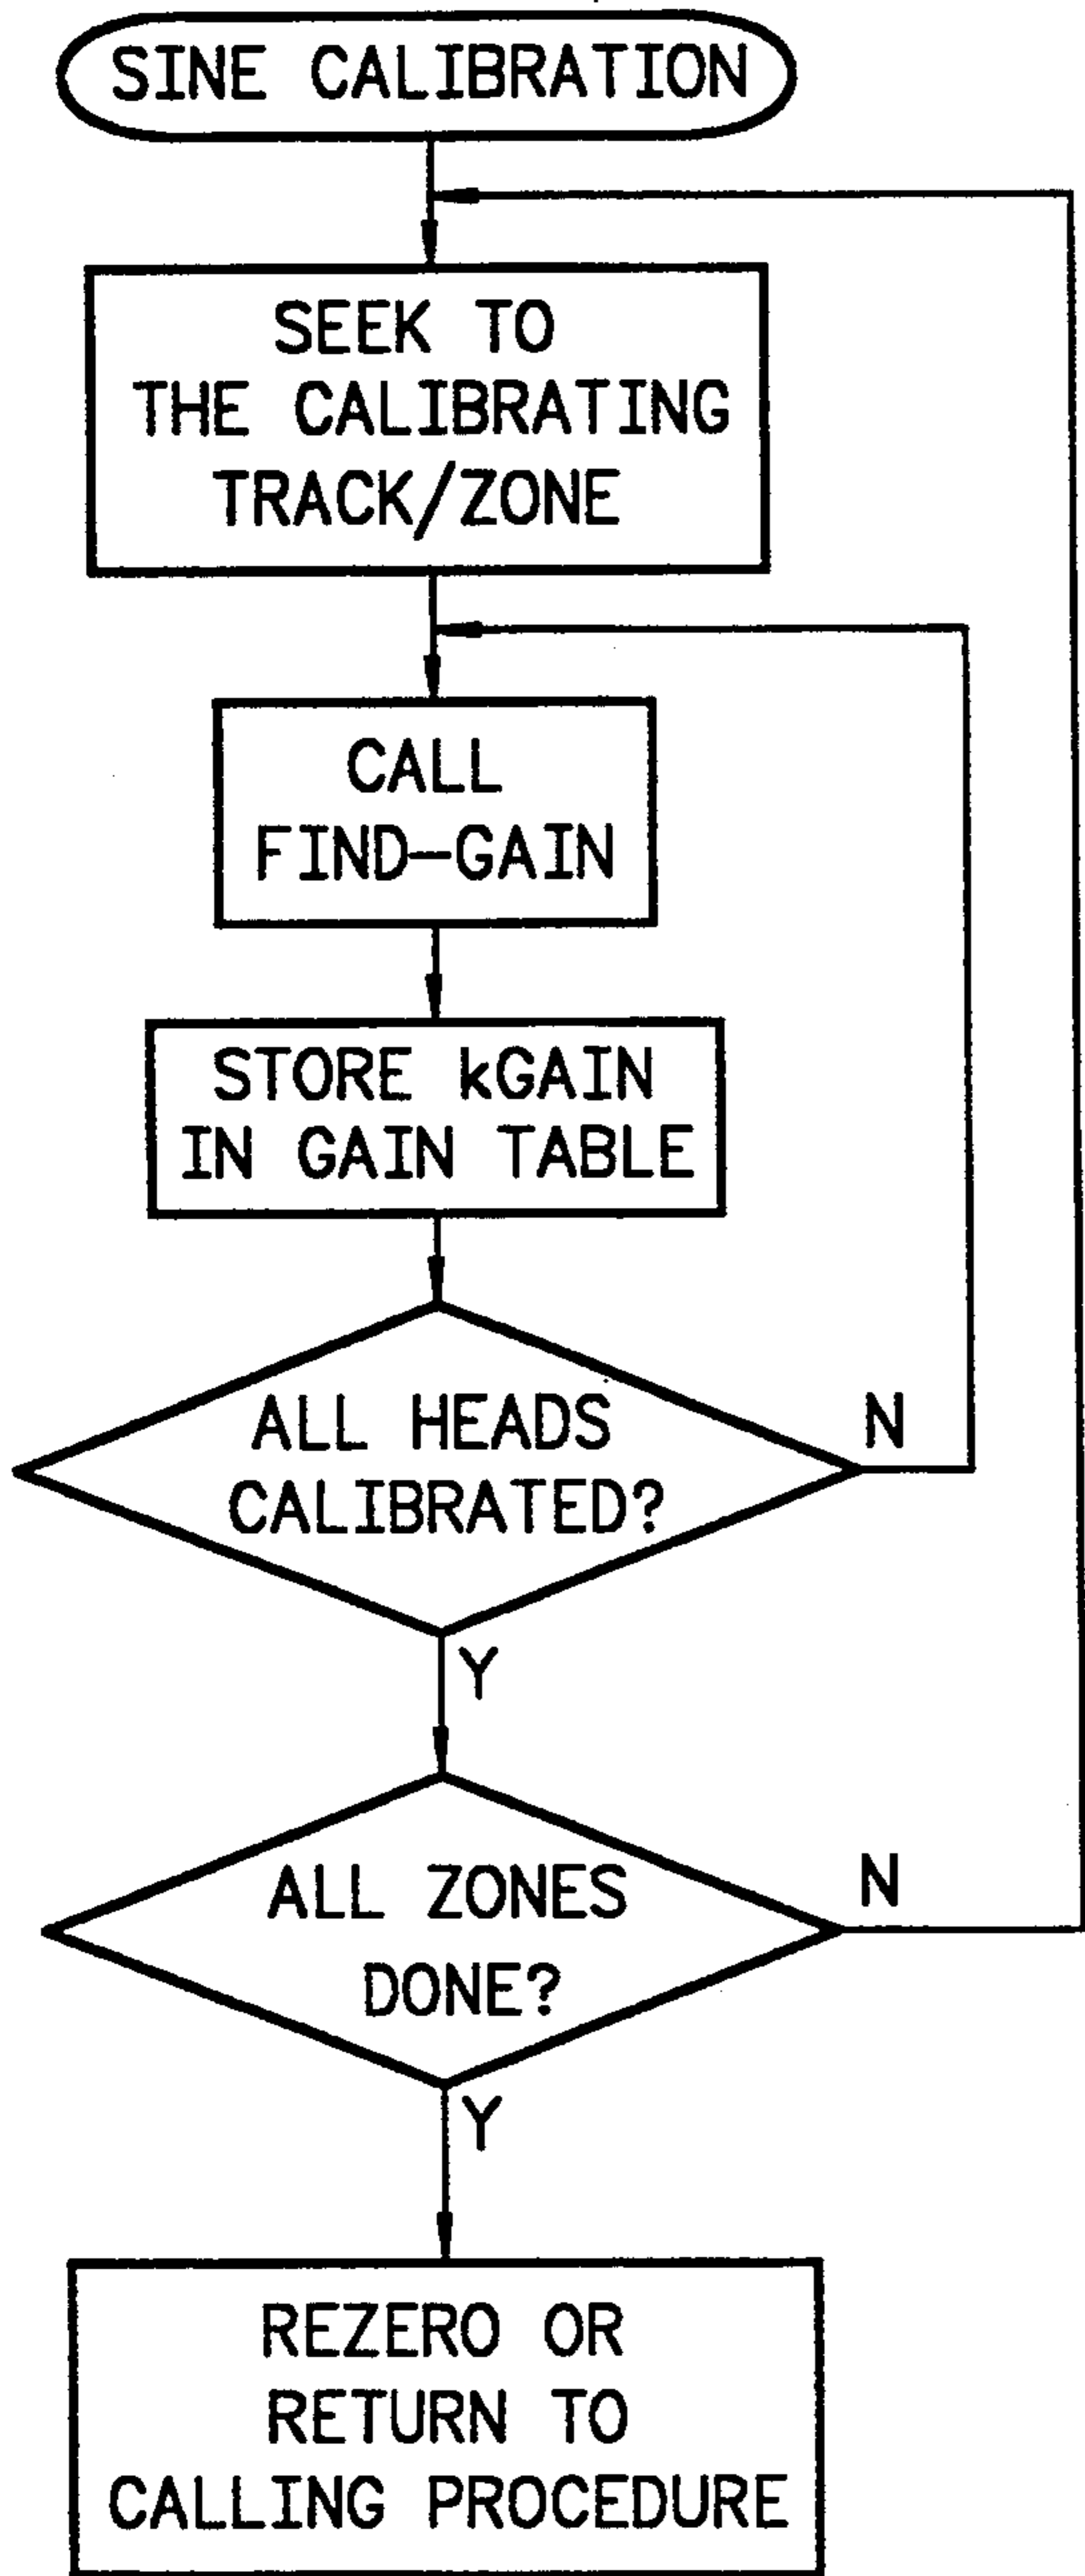 SINE CALIBRATION
SEEK TO
THE CALIBRATING
TRACK/ZONE
CALL
FIND-GAIN
STORE kGAIN
IN GAIN TABLE
ALL HEADS
CALIBRATED?
N
Y
ALL ZONES
DONE?
N
Y
REZERO OR
RETURN TO
CALLING PROCEDURE